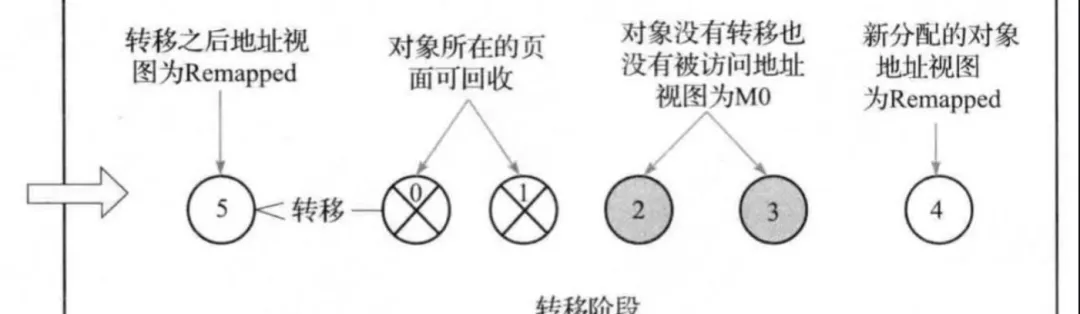 转移之后地址视
图为Remapped
对象所在的页
面可回收
对象没有转移也
没有被访问地址
视图为M0
新分配的对象
地址视图
为Remapped
5
转移
0
1
2
3
4
转移阶段